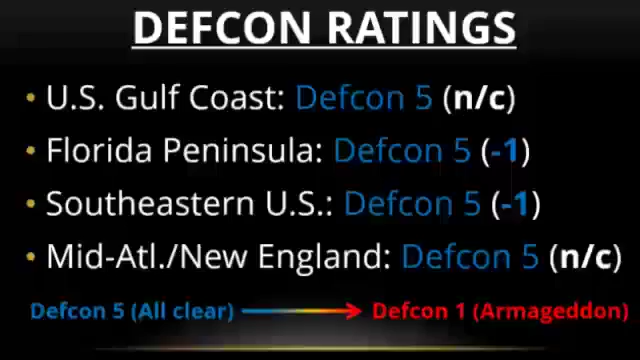 DEFCON RATINGS
• U.S. Gulf Coast: Defcon 5 (n/c)
• Florida Peninsula: Defcon 5 (-1)
• Southeastern U.S.: Defcon 5 (-1)
• Mid-Atl./New England: Defcon 5 (n/c)
Defcon 5 (All clear) → Defcon 1 (Armageddon)